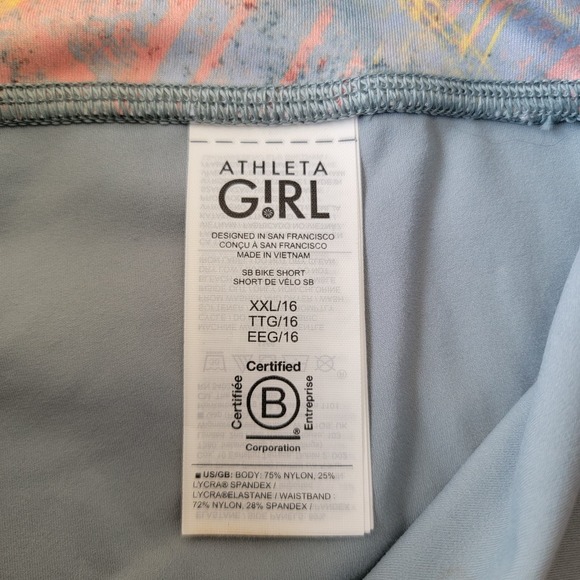 ATHLETA
G!RL
DESIGNED IN SAN FRANCISCO
CONÇU À SAN FRANCISCO
MADE IN VIETNAM
SB BIKE SHORT
SHORT DE VÉLO SB
XXL/16
TTG/16
EEG/16
Certified
Certifiée
B
Entreprise
®
Corporation
US/GB: BODY: 75% NYLON, 25%
LYCRA® SPANDEX /
LYCRA®ELASTANE / WAISTBAND :
72% NYLON, 28% SPANDEX /